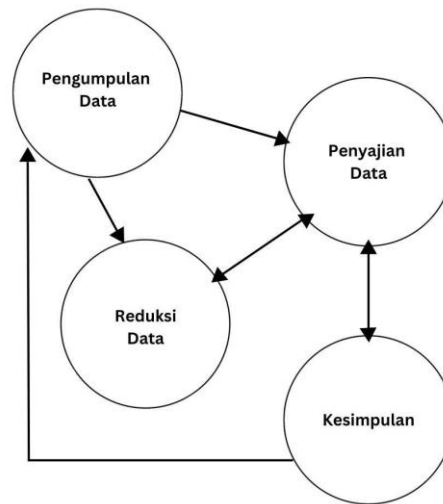 Pengumpulan
Data
Penyajian
Data
Reduksi
Data
Kesimpulan